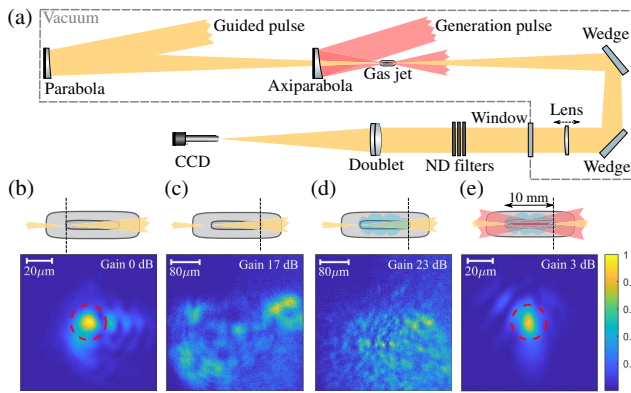 (a)
Vacuum
Guided pulse
Generation pulse
Wedge
Parabola
Axiparabola
Gas jet
Window
Lens
CCD
Doublet
ND filters
Wedge
(b)
(c)
(d)
(e)
10 mm
20μm
Gain 0 dB
80μm
Gain 17 dB
80μm
Gain 23 dB
20μm
Gain 3 dB
1